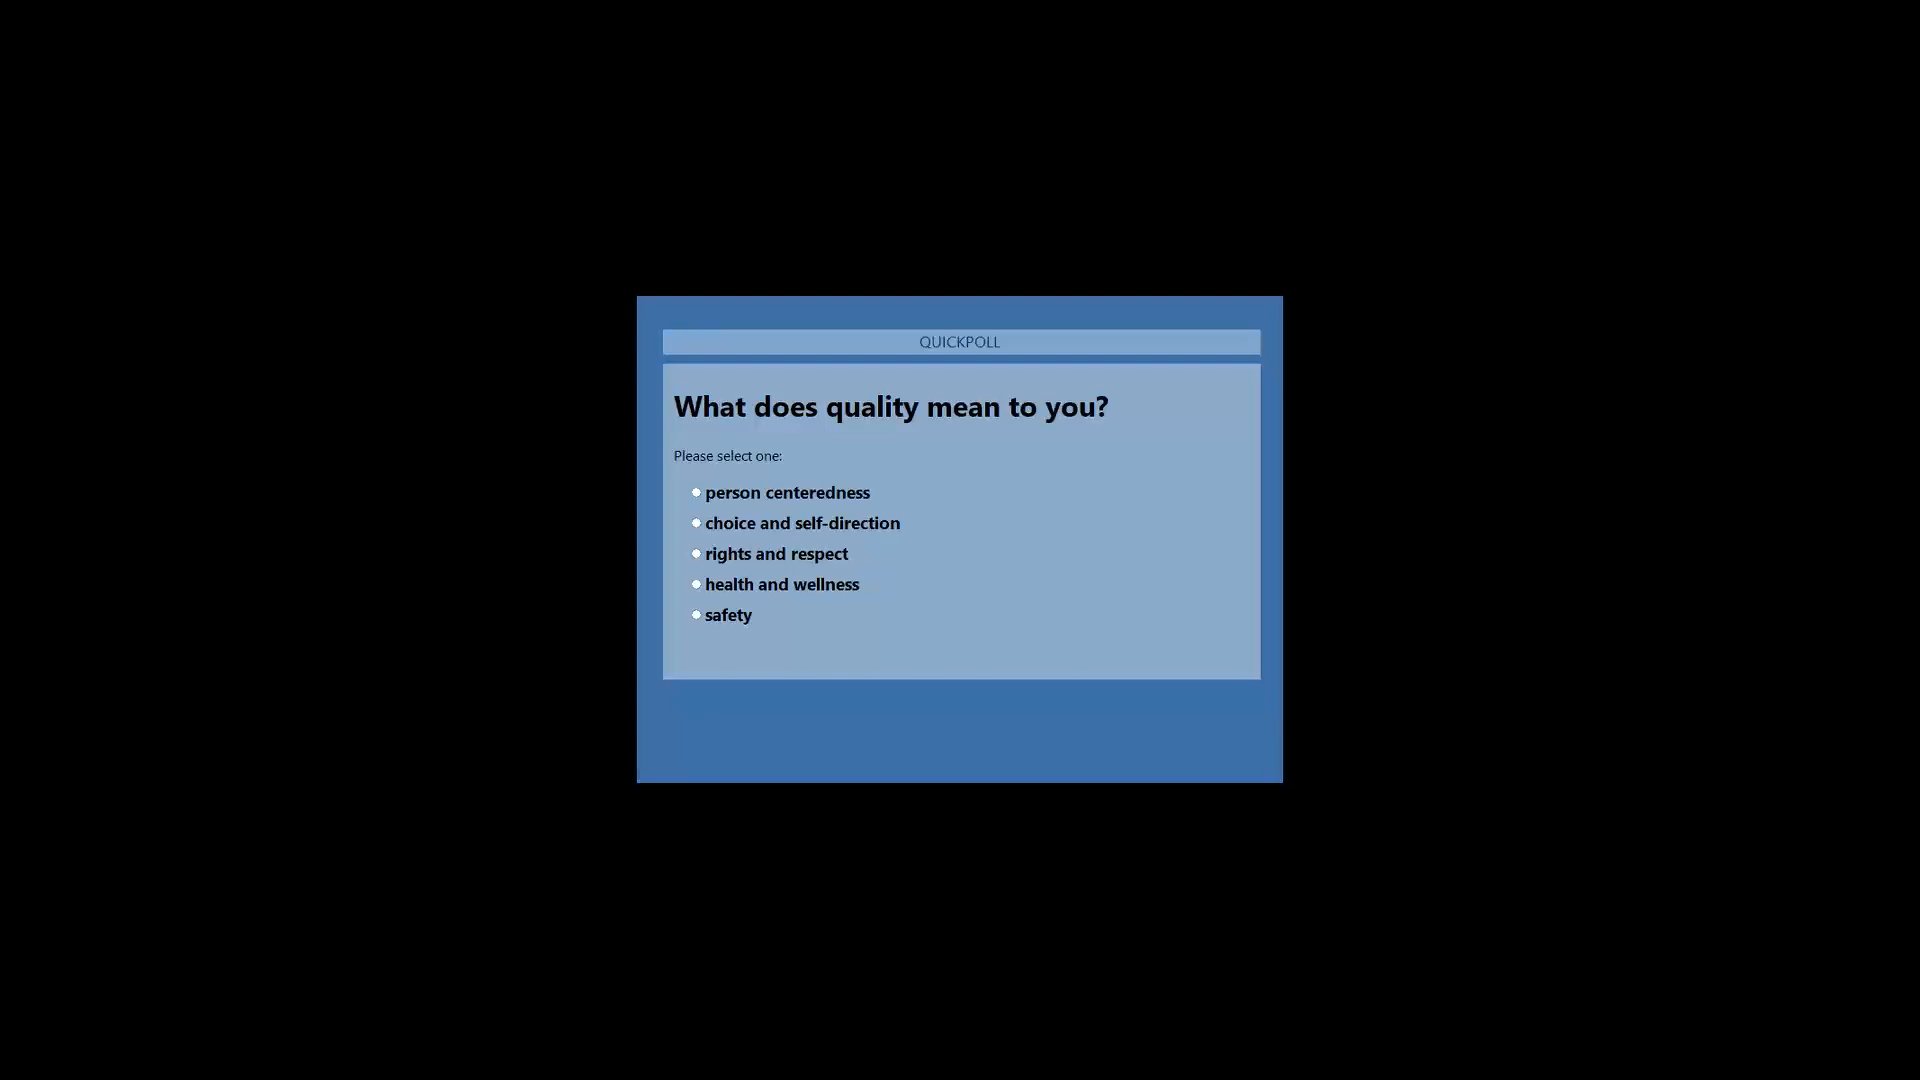 QUICKPOLL
What does quality mean to you?
Please select one:
person centeredness
choice and self-direction
rights and respect
health and wellness
safety